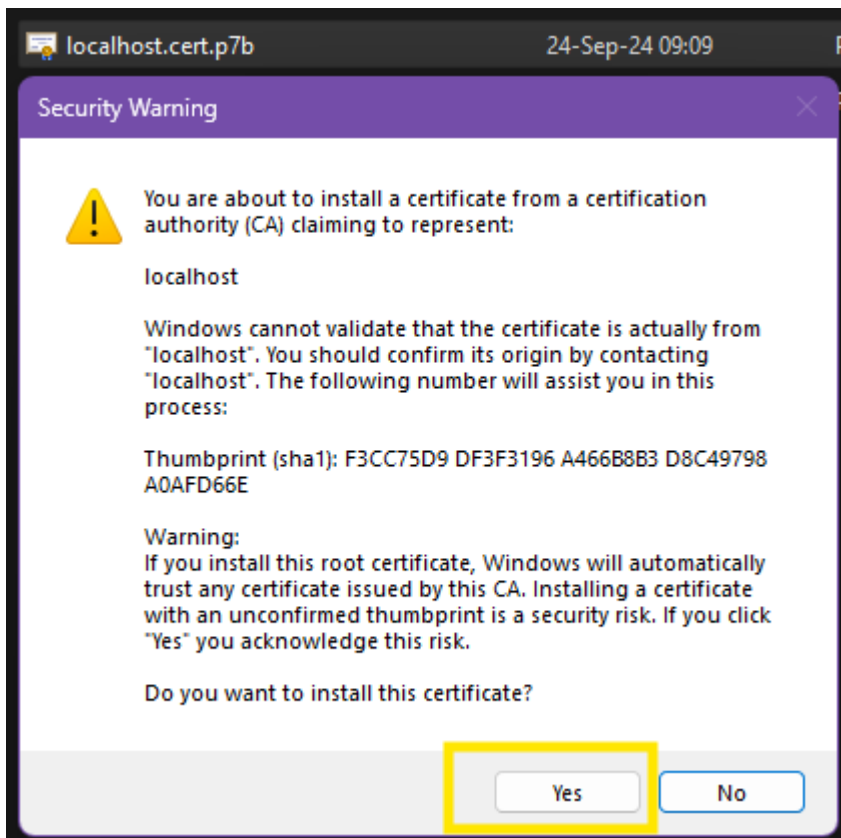 localhost.cert.p7b 24-Sep-24 09:09
Security Warning
You are about to install a certificate from a certification
authority (CA) claiming to represent:
localhost
Windows cannot validate that the certificate is actually from
"localhost". You should confirm its origin by contacting
"localhost". The following number will assist you in this
process:
Thumbprint (sha1): F3CC75D9 DF3F3196 A466B8B3 D8C49798
A0AFD66E
Warning:
If you install this root certificate, Windows will automatically
trust any certificate issued by this CA. Installing a certificate
with an unconfirmed thumbprint is a security risk. If you click
"Yes" you acknowledge this risk.
Do you want to install this certificate?
Yes No